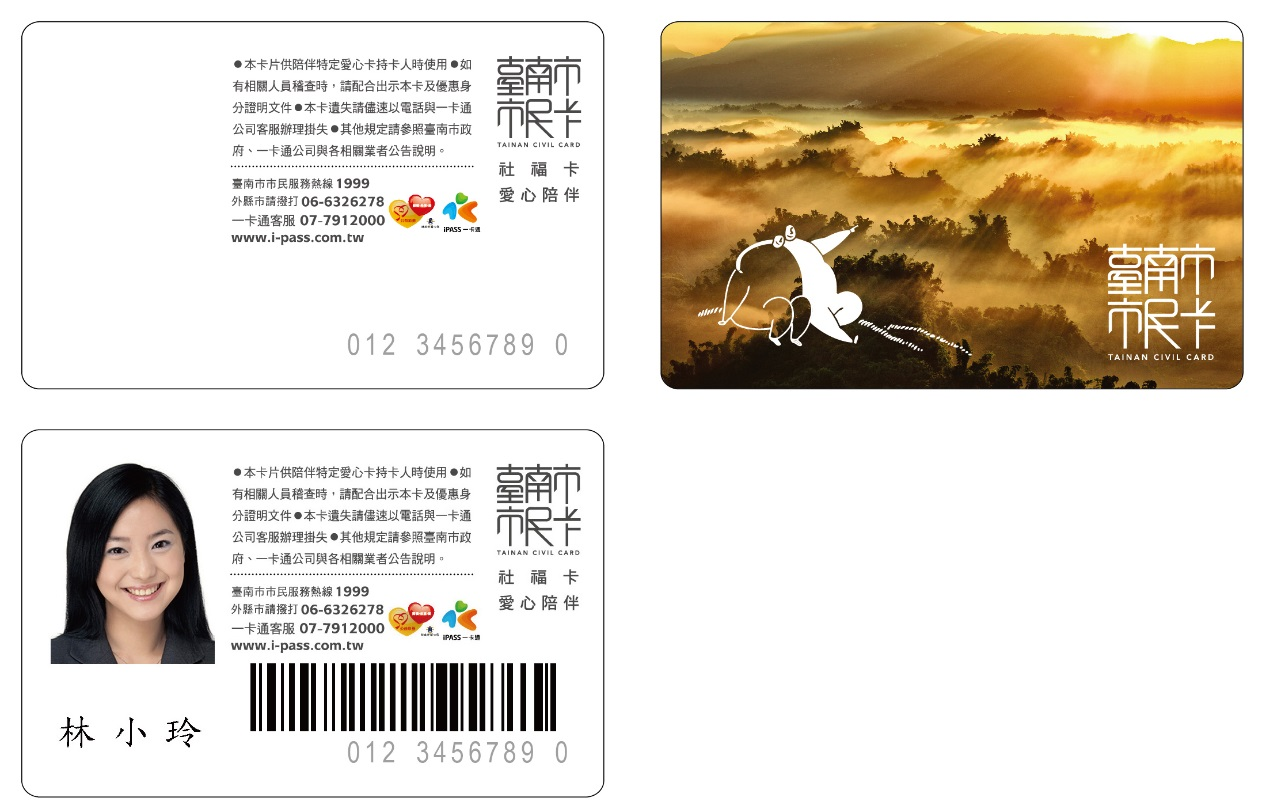 ●本卡片供陪伴特定愛心卡持卡人時使用●如
有相關人員稽查時，請配合出示本卡及優惠身
分證明文件●本卡遺失請儘速以電話與一卡通
公司客服辦理掛失●其他規定請參照臺南市政
府、一卡通公司與各相關業者公告說明。
臺南市市民服務熱線 1999
外縣市請撥打 06-6326278
一卡通客服 07-7912000
www.i-pass.com.tw
iPASS 一卡通
臺南市
市民卡
TAINAN CIVIL CARD
社福卡
愛心陪伴
012 3456789 0
臺南市
市民卡
TAINAN CIVIL CARD
●本卡片供陪伴特定愛心卡持卡人時使用●如
有相關人員稽查時，請配合出示本卡及優惠身
分證明文件●本卡遺失請儘速以電話與一卡通
公司客服辦理掛失●其他規定請參照臺南市政
府、一卡通公司與各相關業者公告說明。
臺南市市民服務熱線 1999
外縣市請撥打 06-6326278
一卡通客服 07-7912000
www.i-pass.com.tw
iPASS 一卡通
臺南市
市民卡
TAINAN CIVIL CARD
社福卡
愛心陪伴
林小玲
012 3456789 0